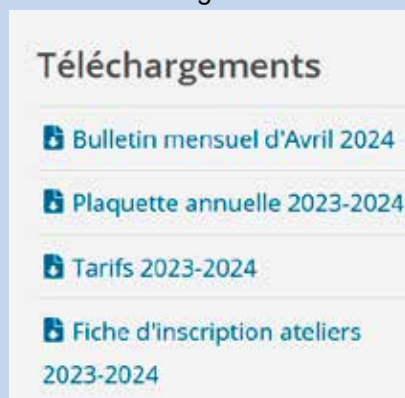 Téléchargements
Bulletin mensuel d'Avril 2024
Plaquette annuelle 2023-2024
Tarifs 2023-2024
Fiche d'inscription ateliers
2023-2024